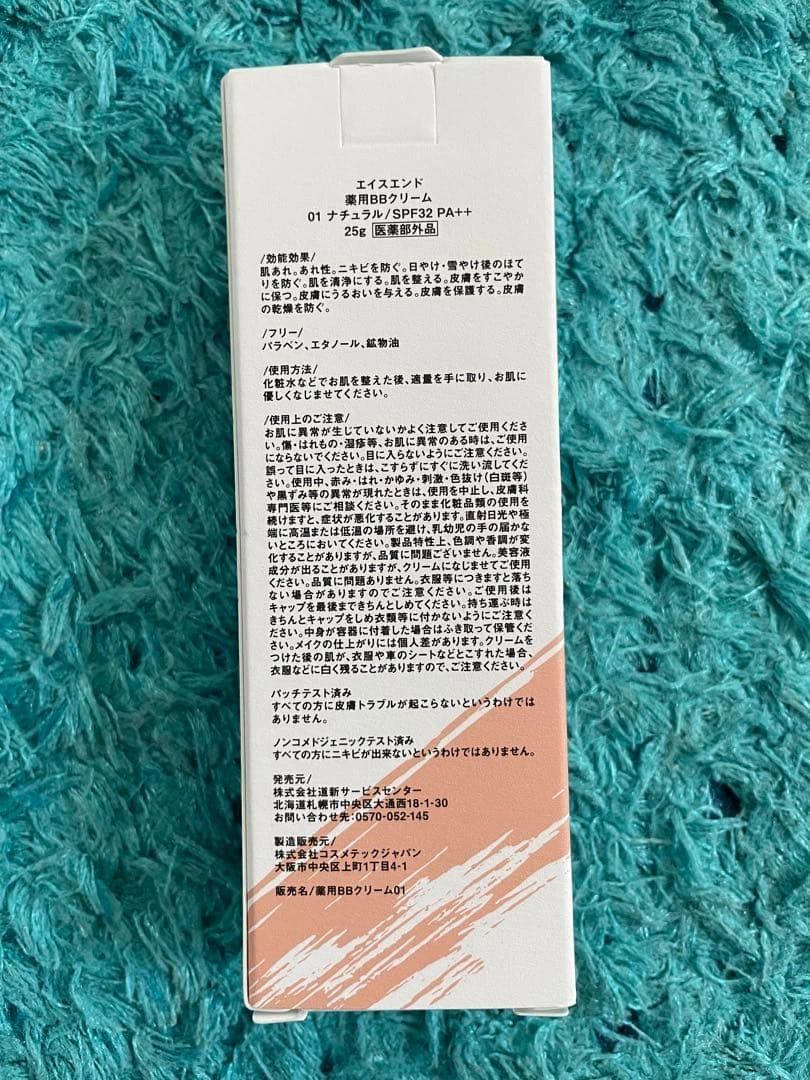 エイスエンド
薬用BBクリーム
01 ナチュラル/SPF32 PA++
25g 医薬部外品
/効能効果/
肌あれ。あれ性。ニキビを防ぐ。日やけ・雪やけ後のほて
りを防ぐ。肌を清浄にする。肌を整える。皮膚をすこやか
に保つ。皮膚にうるおいを与える。皮膚を保護する。皮膚
の乾燥を防ぐ。
/フリー/
パラベン、エタノール、鉱物油
/使用方法/
化粧水などでお肌を整えた後、適量を手に取り、お肌に
優しくなじませてください。
/使用上のご注意/
お肌に異常が生じていないかよく注意してご使用くださ
い。傷・はれもの・湿疹等、お肌に異常のある時は、ご使用
にならないでください。目に入らないようにご注意ください。
誤って目に入ったときは、こすらずにすぐに洗い流してくだ
さい。使用中、赤み・はれ・かゆみ・刺激・色抜け(白斑等)
や黒ずみ等の異常が現れたときは、使用を中止し、皮膚科
専門医等にご相談ください。そのまま化粧品類の使用を
続けますと、症状が悪化することがあります。直射日光や極
端に高温または低温の場所を避け、乳幼児の手の届かな
いところにおいてください。製品特性上、色調や香調が変
化することがありますが、品質に問題ございません。美容液
成分が出ることがありますが、クリームになじませてご使用
ください。品質に問題ありません。衣服等につきますと落ち
ない場合がありますのでご注意ください。ご使用後は
キャップを最後まできちんとしめてください。持ち運ぶ時は
きちんとキャップをしめ衣類等に付かないようにご注意くだ
さい。中身が容器に付着した場合はふき取って保管くださ
い。メイクの仕上がりには個人差があります。クリームを
つけた後の肌が、衣服や車のシートなどとこすれた場合、
衣服などに白く残ることがありますので、ご注意ください。
パッチテスト済み
すべての方に皮膚トラブルが起こらないというわけでは
ありません。
ノンコメドジェニックテスト済み
すべての方にニキビが出来ないというわけではありません。
発売元/
株式会社道新サービスセンター
北海道札幌市中央区大通西18-1-30
お問い合わせ先:0570-052-145
製造販売元/
株式会社コスメテックジャパン
大阪市中央区上町1丁目4-1
販売名/薬用BBクリーム01